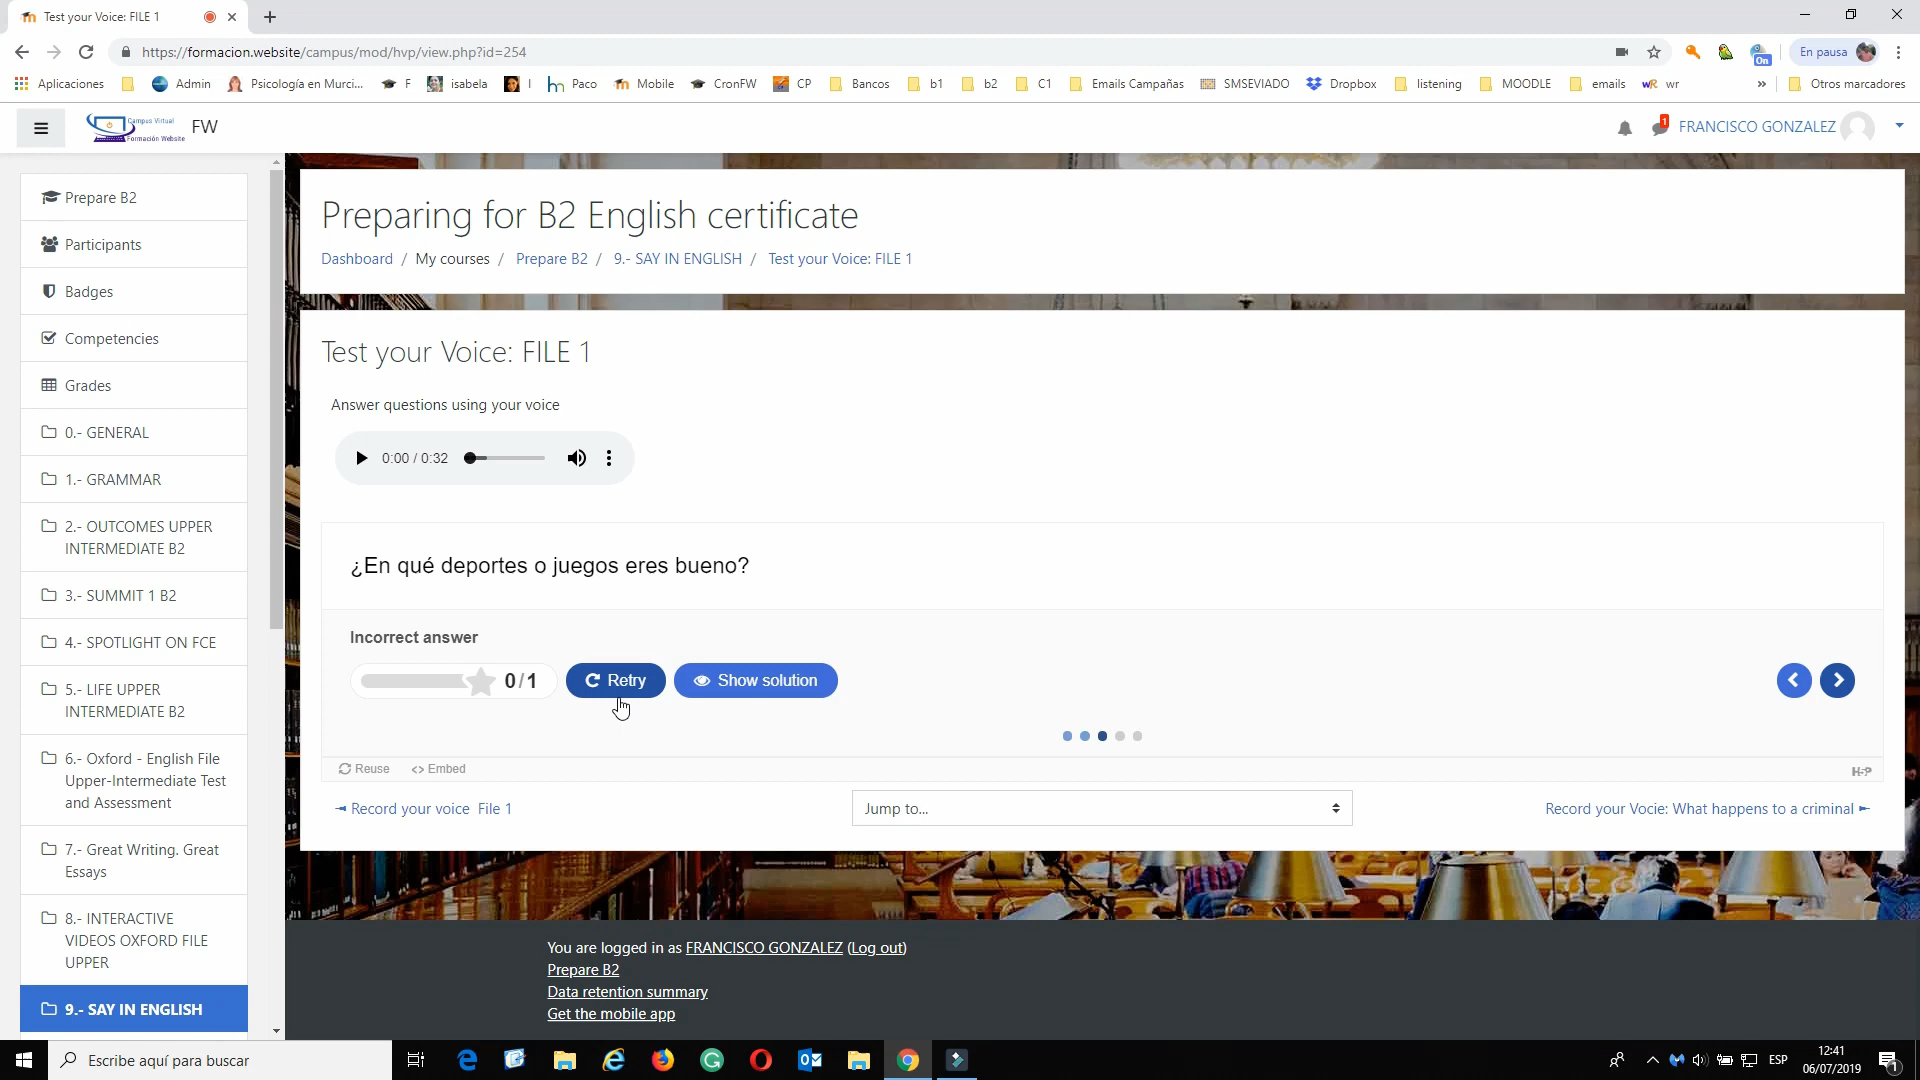 Test your Voice: FILE 1
https://formacion.website/campus/mod/hvp/view.php?id=254
En pausa
On
Aplicaciones
Admin
Psicología en Murci...
F
isabela
I
Paco
Mobile
CronFW
CP
Bancos
b1
b2
C1
Emails Campañas
SMSEVIADO
Dropbox
listening
MOODLE
emails
wr
»
Otros marcadores
Campus Virtual
Formación Website
FW
1
FRANCISCO GONZALEZ
Prepare B2
Participants
Badges
Competencies
Grades
0.- GENERAL
1.- GRAMMAR
2.- OUTCOMES UPPER
INTERMEDIATE B2
3.- SUMMIT 1 B2
4.- SPOTLIGHT ON FCE
5.- LIFE UPPER
INTERMEDIATE B2
6.- Oxford - English File
Upper-Intermediate Test
and Assessment
7.- Great Writing. Great
Essays
8.- INTERACTIVE
VIDEOS OXFORD FILE
UPPER
9.- SAY IN ENGLISH
Preparing for B2 English certificate
Dashboard / My courses / Prepare B2 / 9.- SAY IN ENGLISH / Test your Voice: FILE 1
Test your Voice: FILE 1
Answer questions using your voice
0:00 / 0:32
¿En qué deportes o juegos eres bueno?
Incorrect answer
0/1
Retry
Show solution
Reuse
<> Embed
H-P
◄ Record your voice File 1
Jump to...
Record your Vocie: What happens to a criminal ►
You are logged in as FRANCISCO GONZALEZ (Log out)
Prepare B2
Data retention summary
Get the mobile app
Escribe aquí para buscar
ESP
12:41
06/07/2019
1